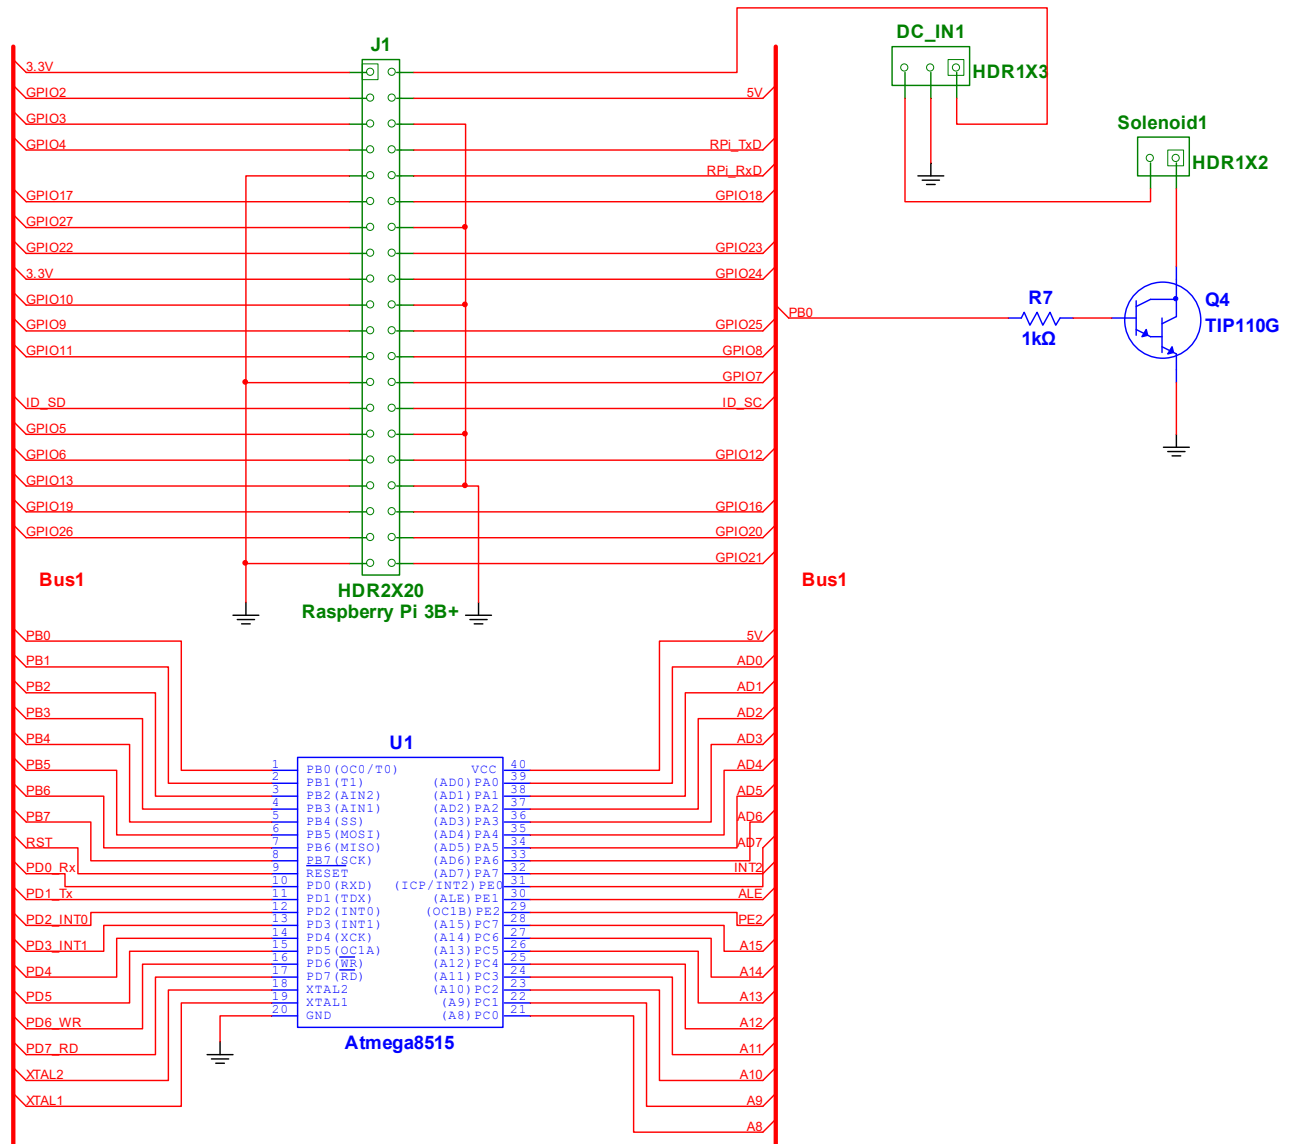 J1
DC_IN1
HDR1X3
Solenoid1
HDR1X2
3.3V
GPIO2
5V
GPIO3
GPIO4
RPi_TxD
RPi_RxD
GPIO17
GPIO18
GPIO27
GPIO22
GPIO23
3.3V
GPIO24
GPIO10
GPIO9
GPIO25
GPIO11
GPIO8
GPIO7
ID_SD
ID_SC
GPIO5
GPIO6
GPIO12
GPIO13
GPIO19
GPIO16
GPIO26
GPIO20
GPIO21
PB0
R7
1kΩ
Q4
TIP110G
Bus1
Bus1
HDR2X20
Raspberry Pi 3B+
PB0
PB1
PB2
PB3
PB4
PB5
PB6
PB7
RST
PD0_Rx
PD1_Tx
PD2_INT0
PD3_INT1
PD4
PD5
PD6_WR
PD7_RD
XTAL2
XTAL1
U1
1 PB0(OC0/T0) VCC 40
2 PB1(T1) (AD0)PA0 39
3 PB2(AIN2) (AD1)PA1 38
4 PB3(AIN1) (AD2)PA2 37
5 PB4(SS) (AD3)PA3 36
6 PB5(MOSI) (AD4)PA4 35
7 PB6(MISO) (AD5)PA5 34
8 PB7(SCK) (AD6)PA6 33
9 RESET (AD7)PA7 32
10 PD0(RXD) (ICP/INT2)PE0 31
11 PD1(TDX) (ALE)PE1 30
12 PD2(INT0) (OC1B)PE2 29
13 PD3(INT1) (A15)PC7 28
14 PD4(XCK) (A14)PC6 27
15 PD5(OC1A) (A13)PC5 26
16 PD6(WR) (A12)PC4 25
17 PD7(RD) (A11)PC3 24
18 XTAL2 (A10)PC2 23
19 XTAL1 (A9)PC1 22
20 GND (A8)PC0 21
Atmega8515
5V
AD0
AD1
AD2
AD3
AD4
AD5
AD6
AD7
INT2
ALE
PE2
A15
A14
A13
A12
A11
A10
A9
A8